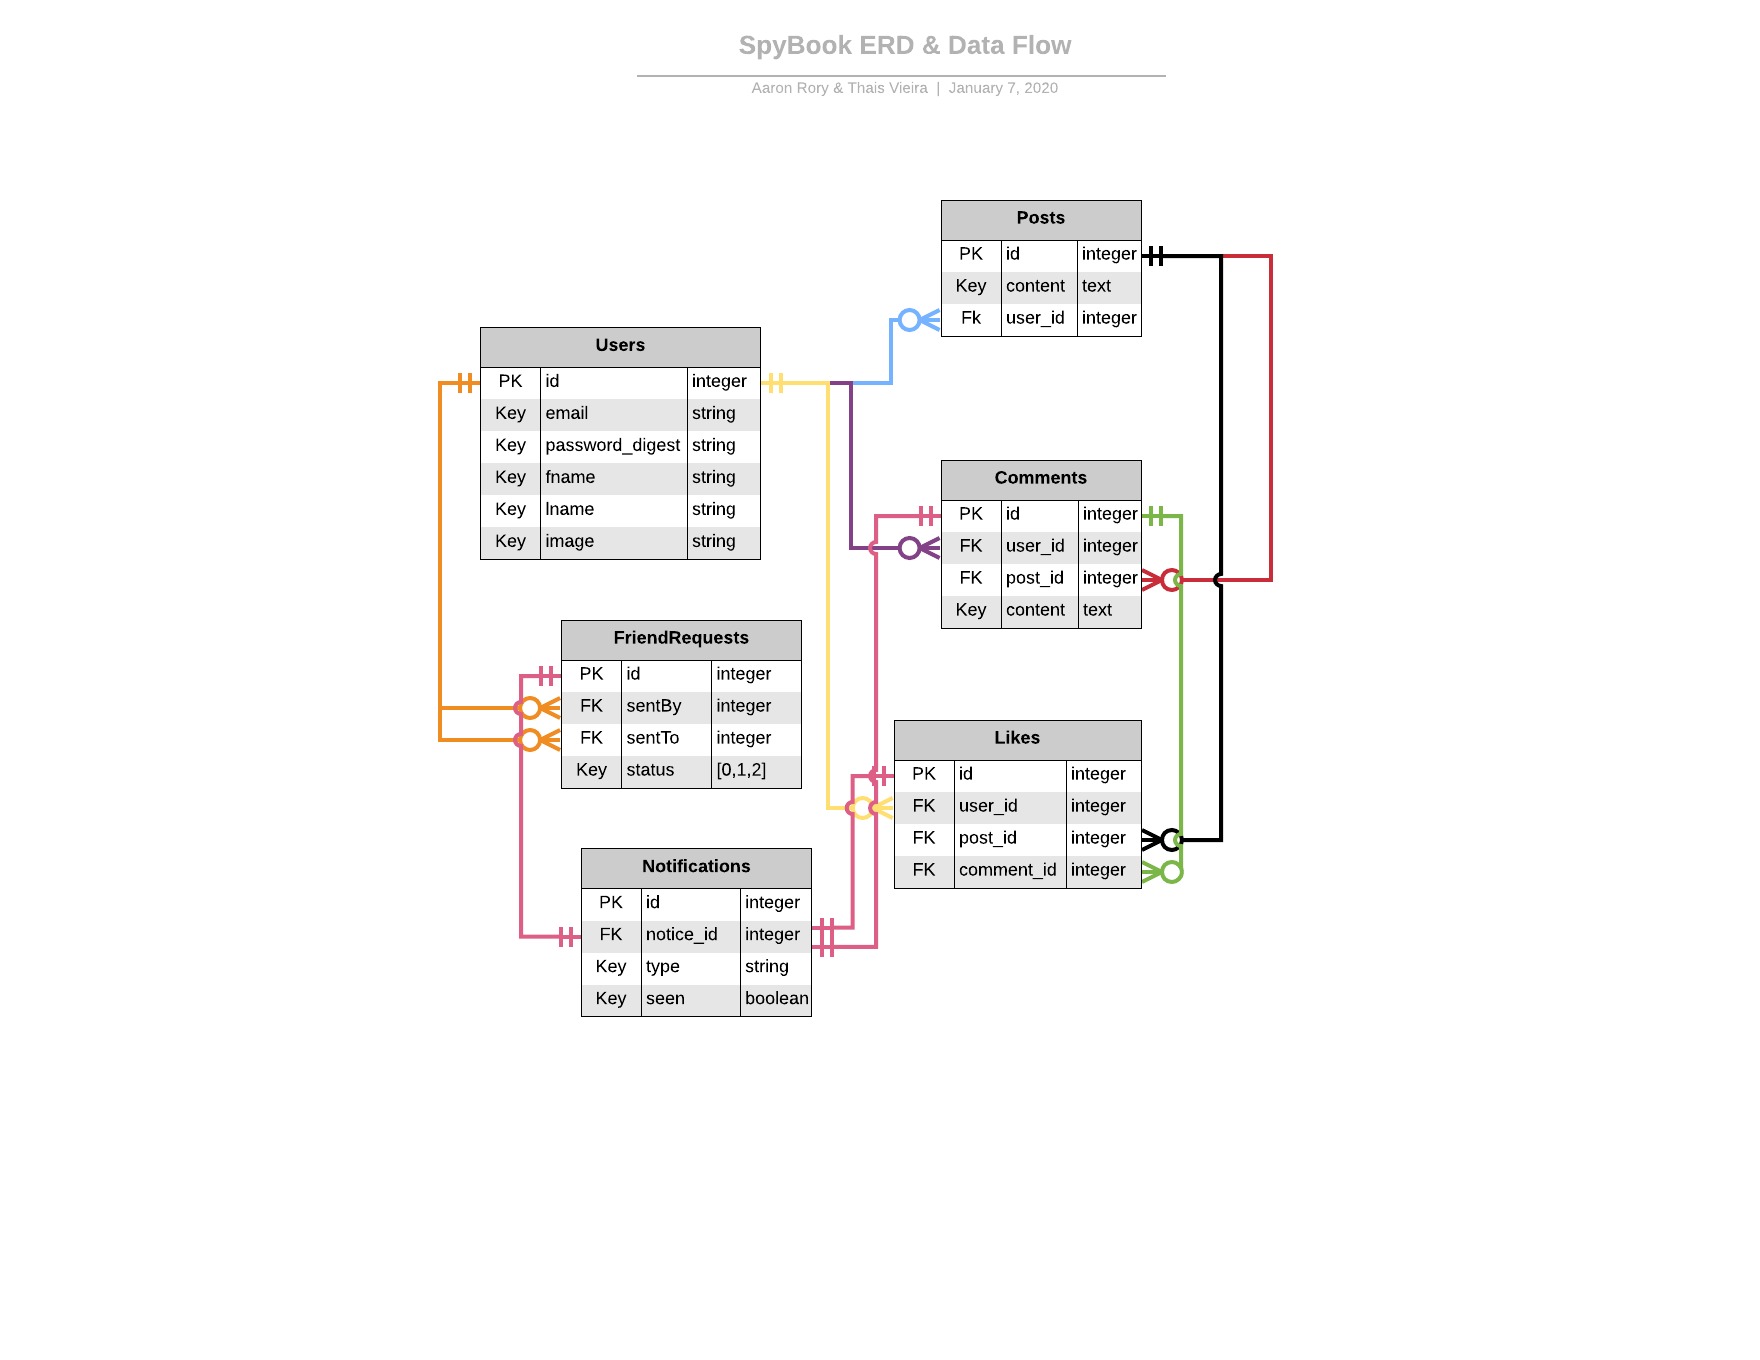 SpyBook ERD & Data Flow
Aaron Rory & Thais Vieira | January 7, 2020
Posts
PK id integer
Key content text
Fk user_id integer
Users
PK id integer
Key email string
Key password_digest string
Key fname string
Key lname string
Key image string
Comments
PK id integer
FK user_id integer
FK post_id integer
Key content text
FriendRequests
PK id integer
FK sentBy integer
FK sentTo integer
Key status [0,1,2]
Likes
PK id integer
FK user_id integer
FK post_id integer
FK comment_id integer
Notifications
PK id integer
FK notice_id integer
Key type string
Key seen boolean